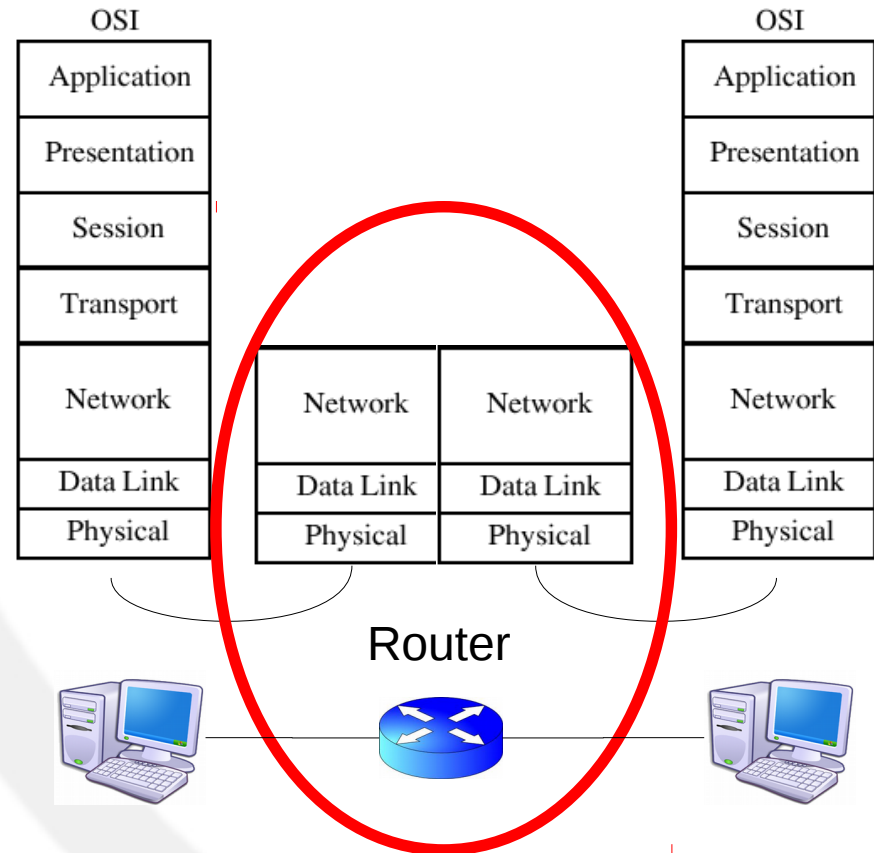 OSI
Application
Presentation
Session
Transport
Network
Data Link
Physical
Network
Data Link
Physical
Network
Data Link
Physical
Router
OSI
Application
Presentation
Session
Transport
Network
Data Link
Physical